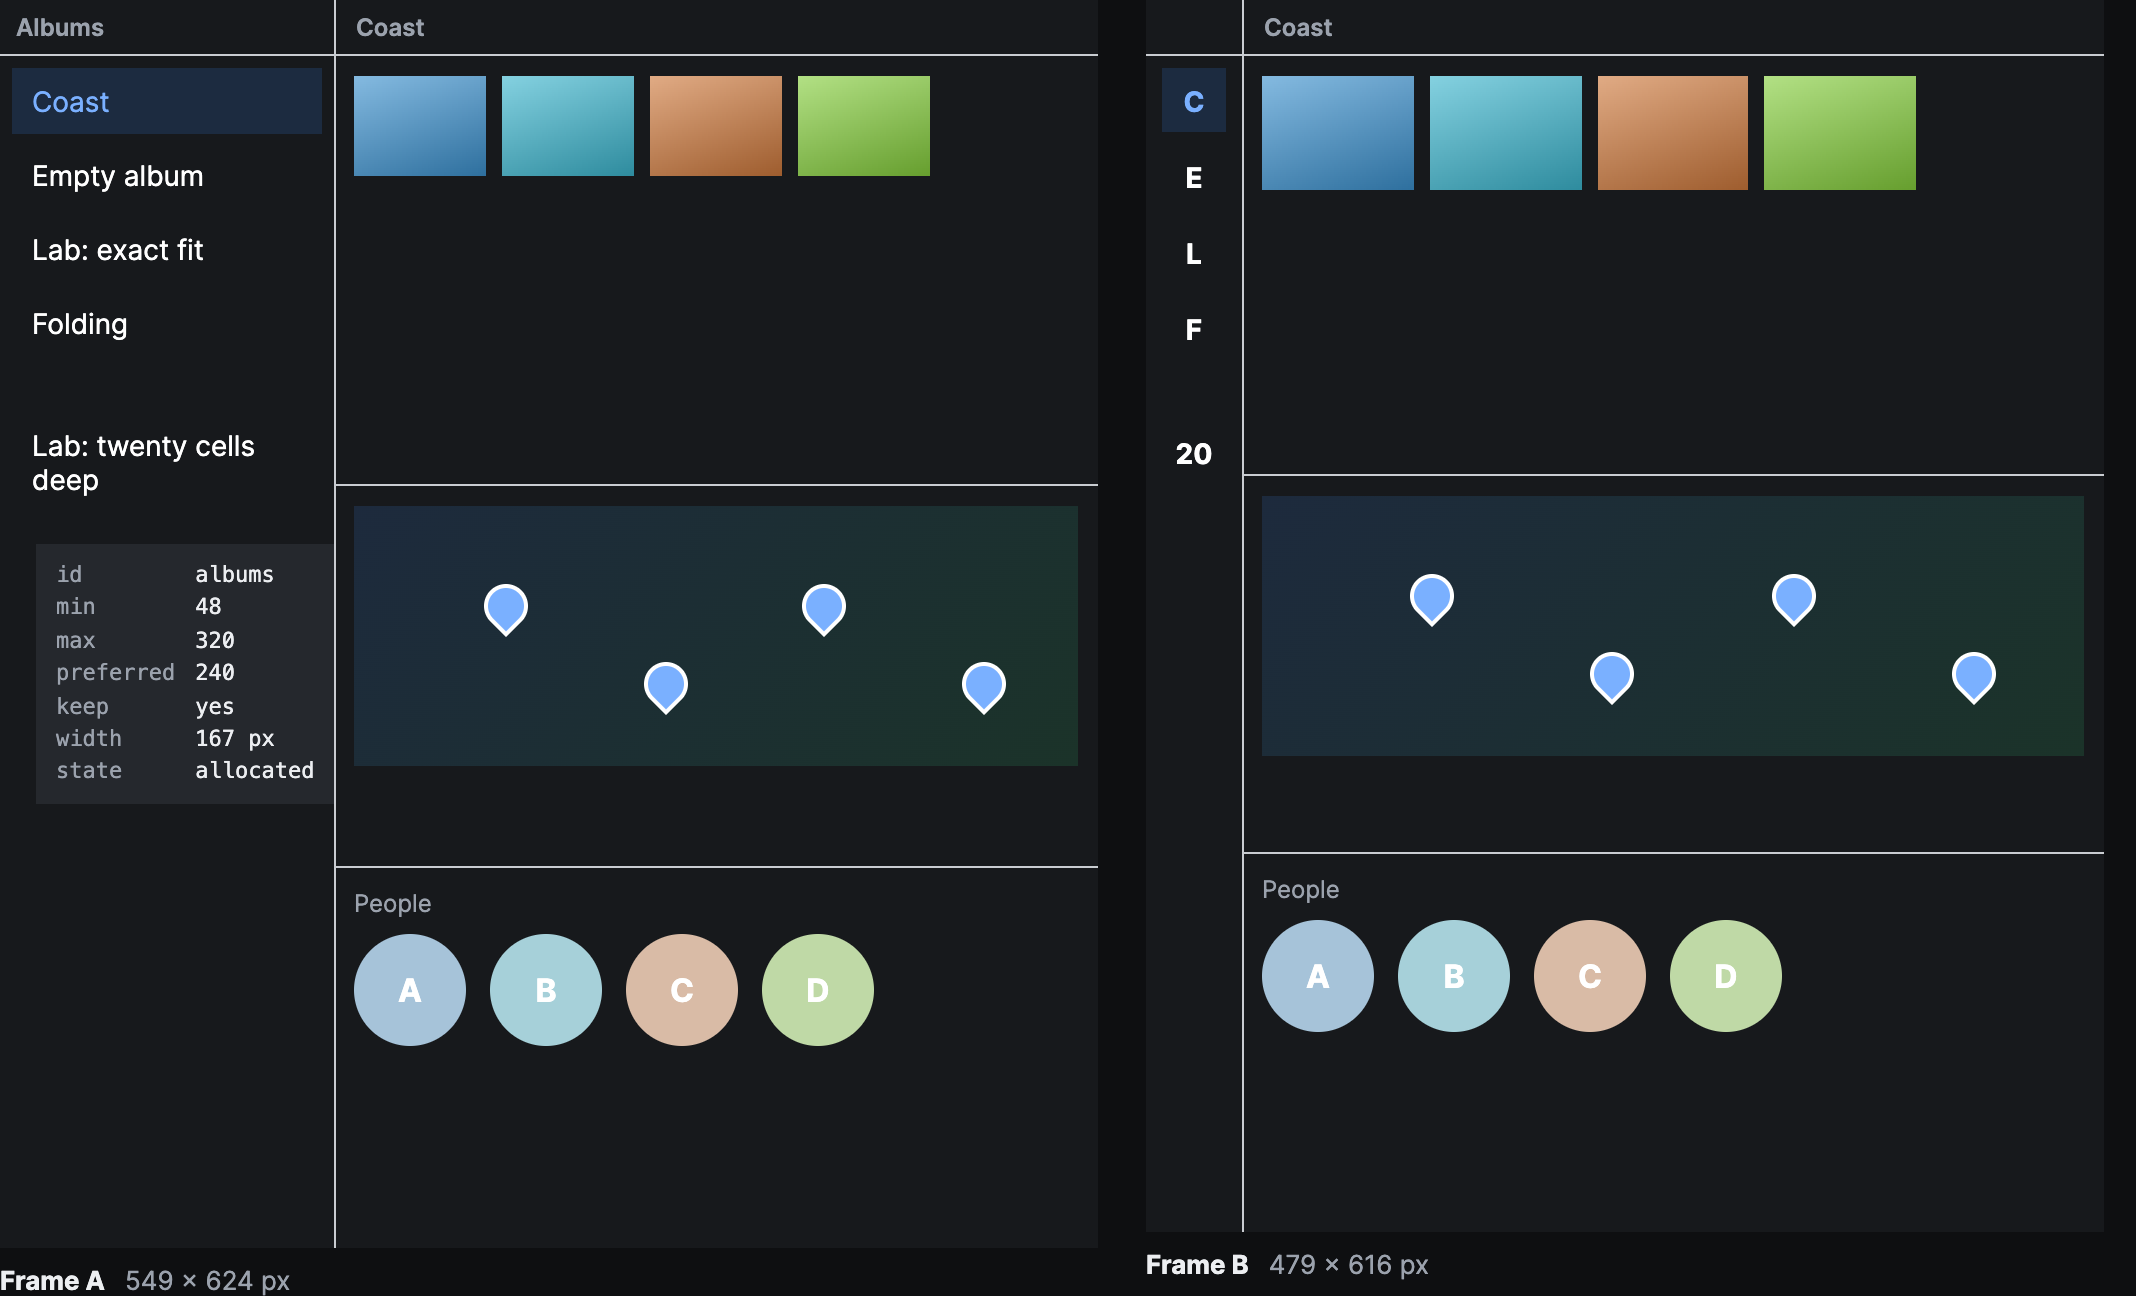 Albums
Coast
Empty album
Lab: exact fit
Folding
Lab: twenty cells
deep
id albums
min 48
max 320
preferred 240
keep yes
width 167 px
state allocated
Coast
People
A B C D
Frame A 549 × 624 px
C
E
L
F
20
Coast
People
A B C D
Frame B 479 × 616 px